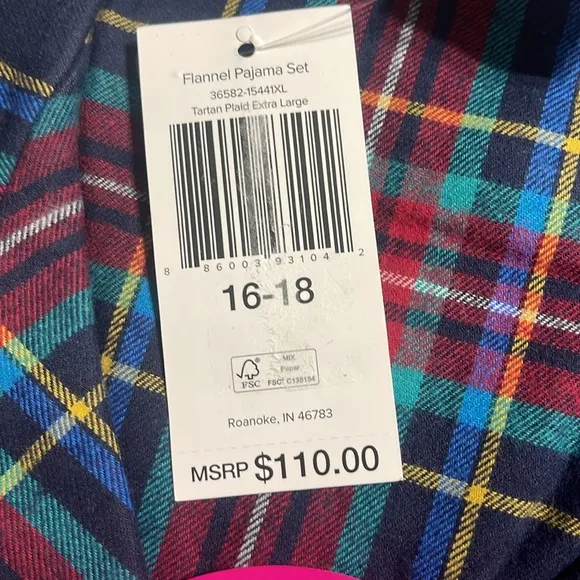 Flannel Pajama Set
36582-15441XL
Tartan Plaid Extra Large
8 86003 93104 2
16-18
FSC®
MIX
Paper
FSC® C135184
Roanoke, IN 46783
MSRP $110.00